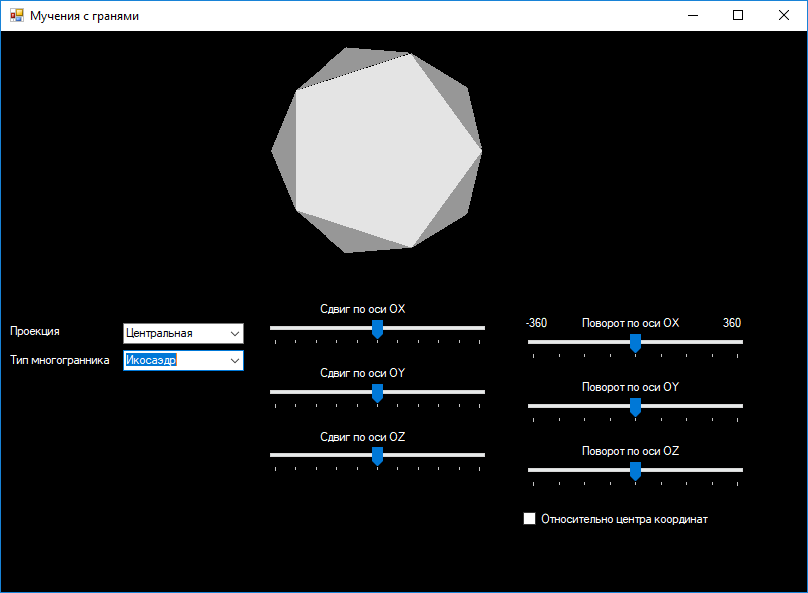 Мучения с гранями
Проекция
Центральная
Тип многогранника
Икосаэдр
Сдвиг по оси OX
Сдвиг по оси OY
Сдвиг по оси OZ
-360 Поворот по оси OX 360
Поворот по оси OY
Поворот по оси OZ
Относительно центра координат